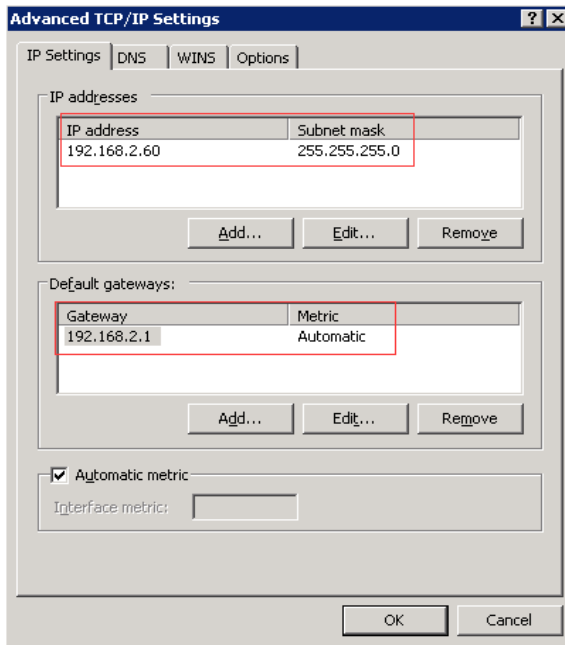 Advanced TCP/IP Settings
IP Settings DNS WINS Options
IP addresses
IP address Subnet mask
192.168.2.60 255.255.255.0
Add... Edit... Remove
Default gateways:
Gateway Metric
192.168.2.1 Automatic
Add... Edit... Remove
Automatic metric
Interface metric:
OK Cancel